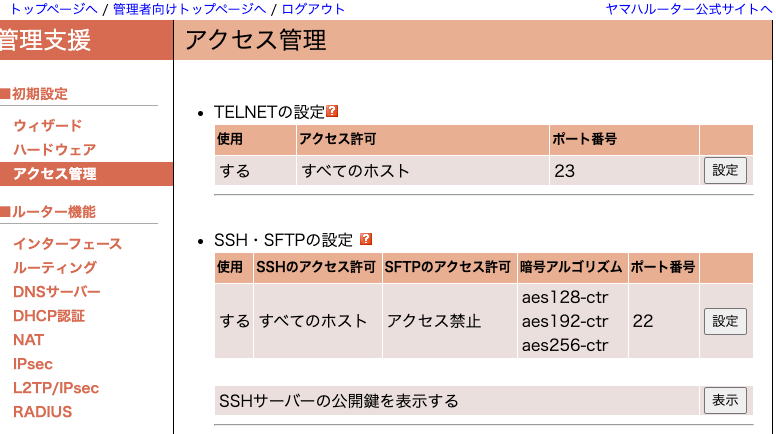 トップページへ / 管理者向けトップページへ / ログアウト
ヤマハルーター公式サイトへ
管理支援
アクセス管理
■初期設定
ウィザード
ハードウェア
アクセス管理
■ルーター機能
インターフェース
ルーティング
DNSサーバー
DHCP認証
NAT
IPsec
L2TP/IPsec
RADIUS
• TELNETの設定?
使用 アクセス許可 ポート番号
する すべてのホスト 23 設定
• SSH・SFTPの設定 ?
使用 SSHのアクセス許可 SFTPのアクセス許可 暗号アルゴリズム ポート番号
する すべてのホスト アクセス禁止 aes128-ctr
aes192-ctr
aes256-ctr
22 設定
SSHサーバーの公開鍵を表示する 表示